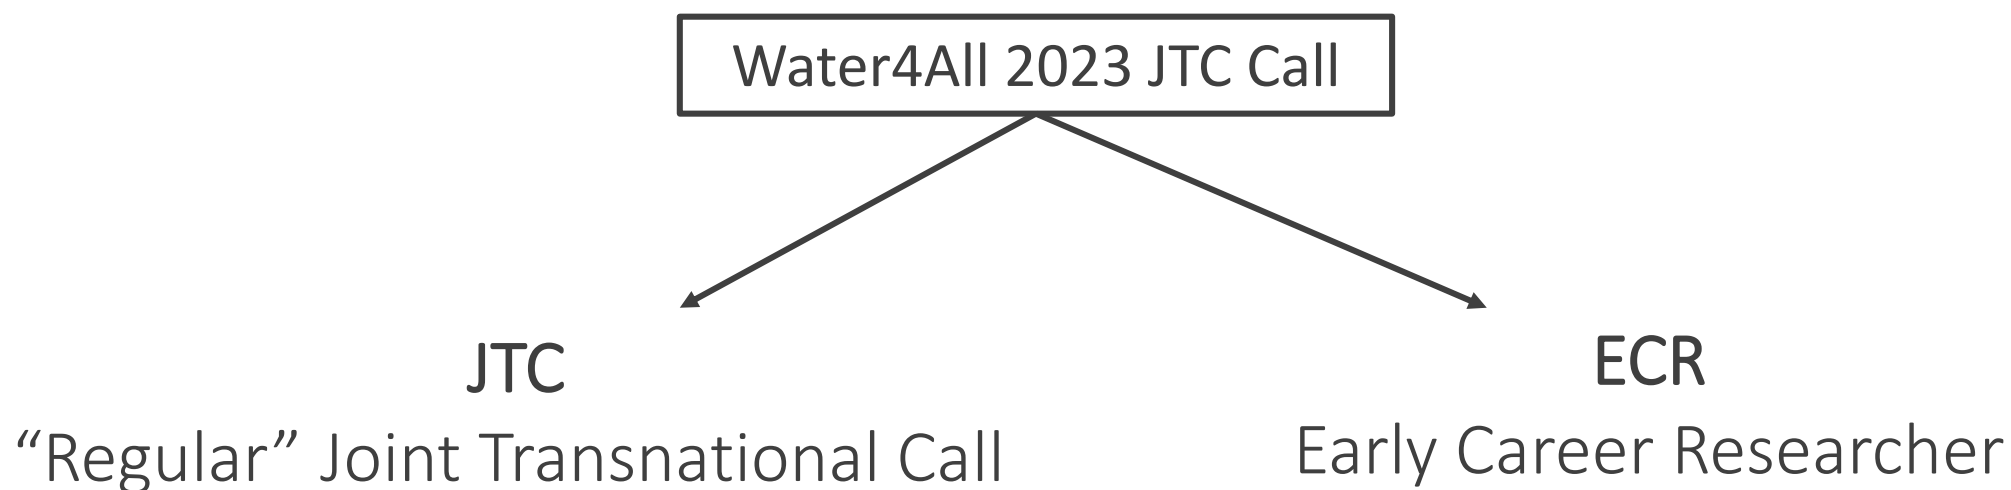 Water4All 2023 JTC Call
JTC
“Regular” Joint Transnational Call
ECR
Early Career Researcher